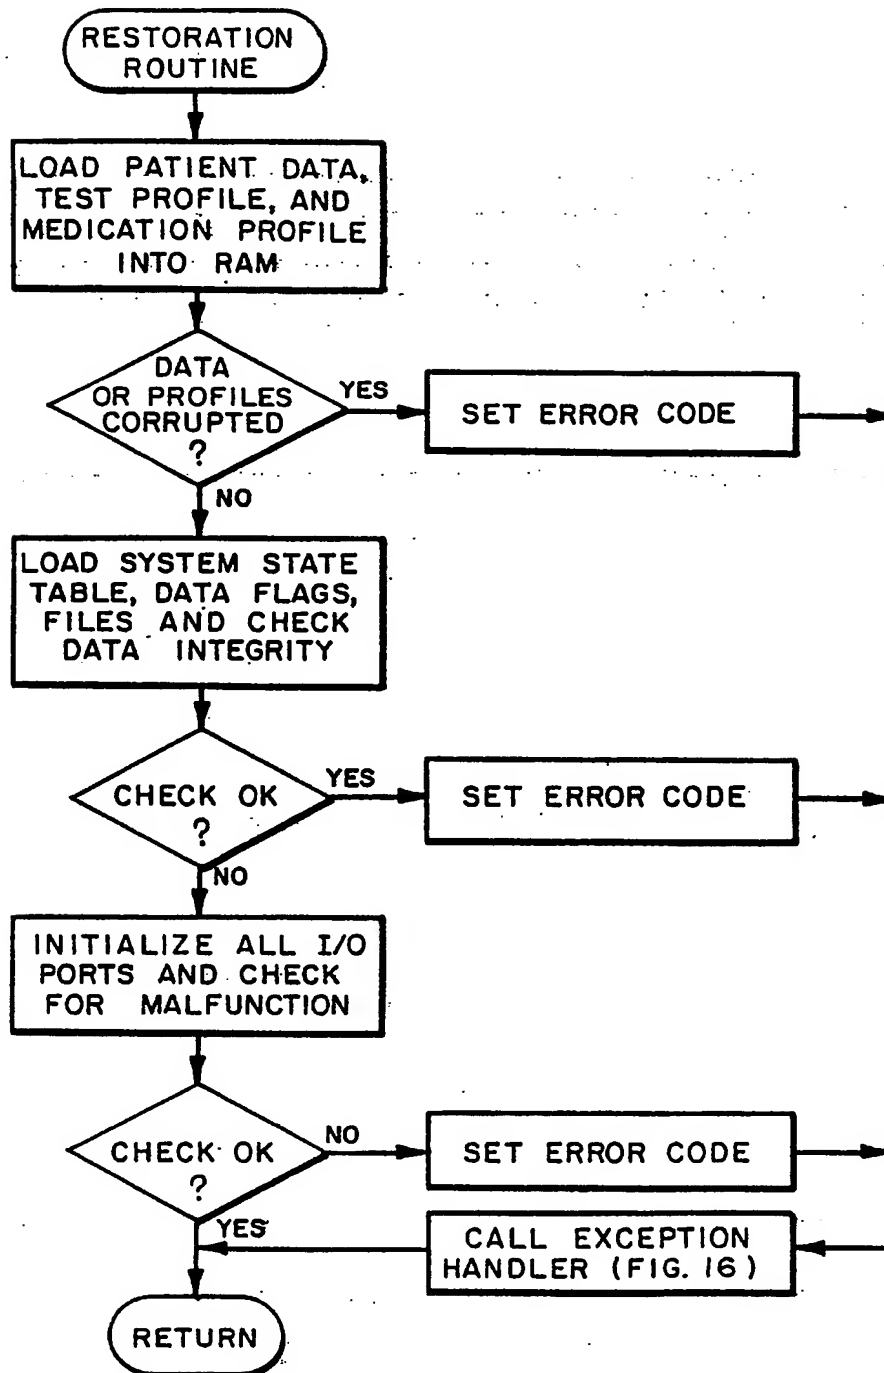 RESTORATION
ROUTINE
LOAD PATIENT DATA,
TEST PROFILE, AND
MEDICATION PROFILE
INTO RAM
DATA
OR PROFILES
CORRUPTED
?
YES
SET ERROR CODE
NO
LOAD SYSTEM STATE
TABLE, DATA FLAGS,
FILES AND CHECK
DATA INTEGRITY
CHECK OK
?
YES
SET ERROR CODE
NO
INITIALIZE ALL I/O
PORTS AND CHECK
FOR MALFUNCTION
CHECK OK
?
NO
SET ERROR CODE
YES
CALL EXCEPTION
HANDLER (FIG. 16)
RETURN